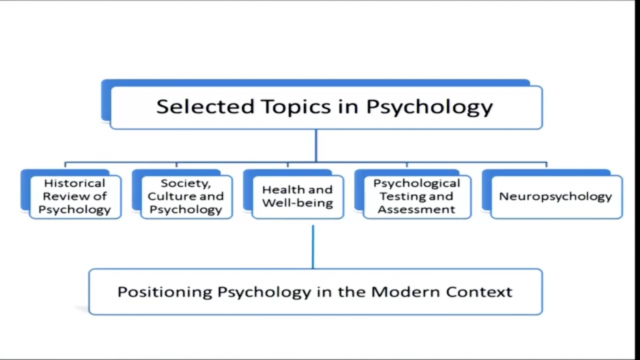 Selected Topics in Psychology
Historical
Review of
Psychology
Society,
Culture and
Psychology
Health and
Well-being
Psychological
Testing and
Assessment
Neuropsychology
Positioning Psychology in the Modern Context